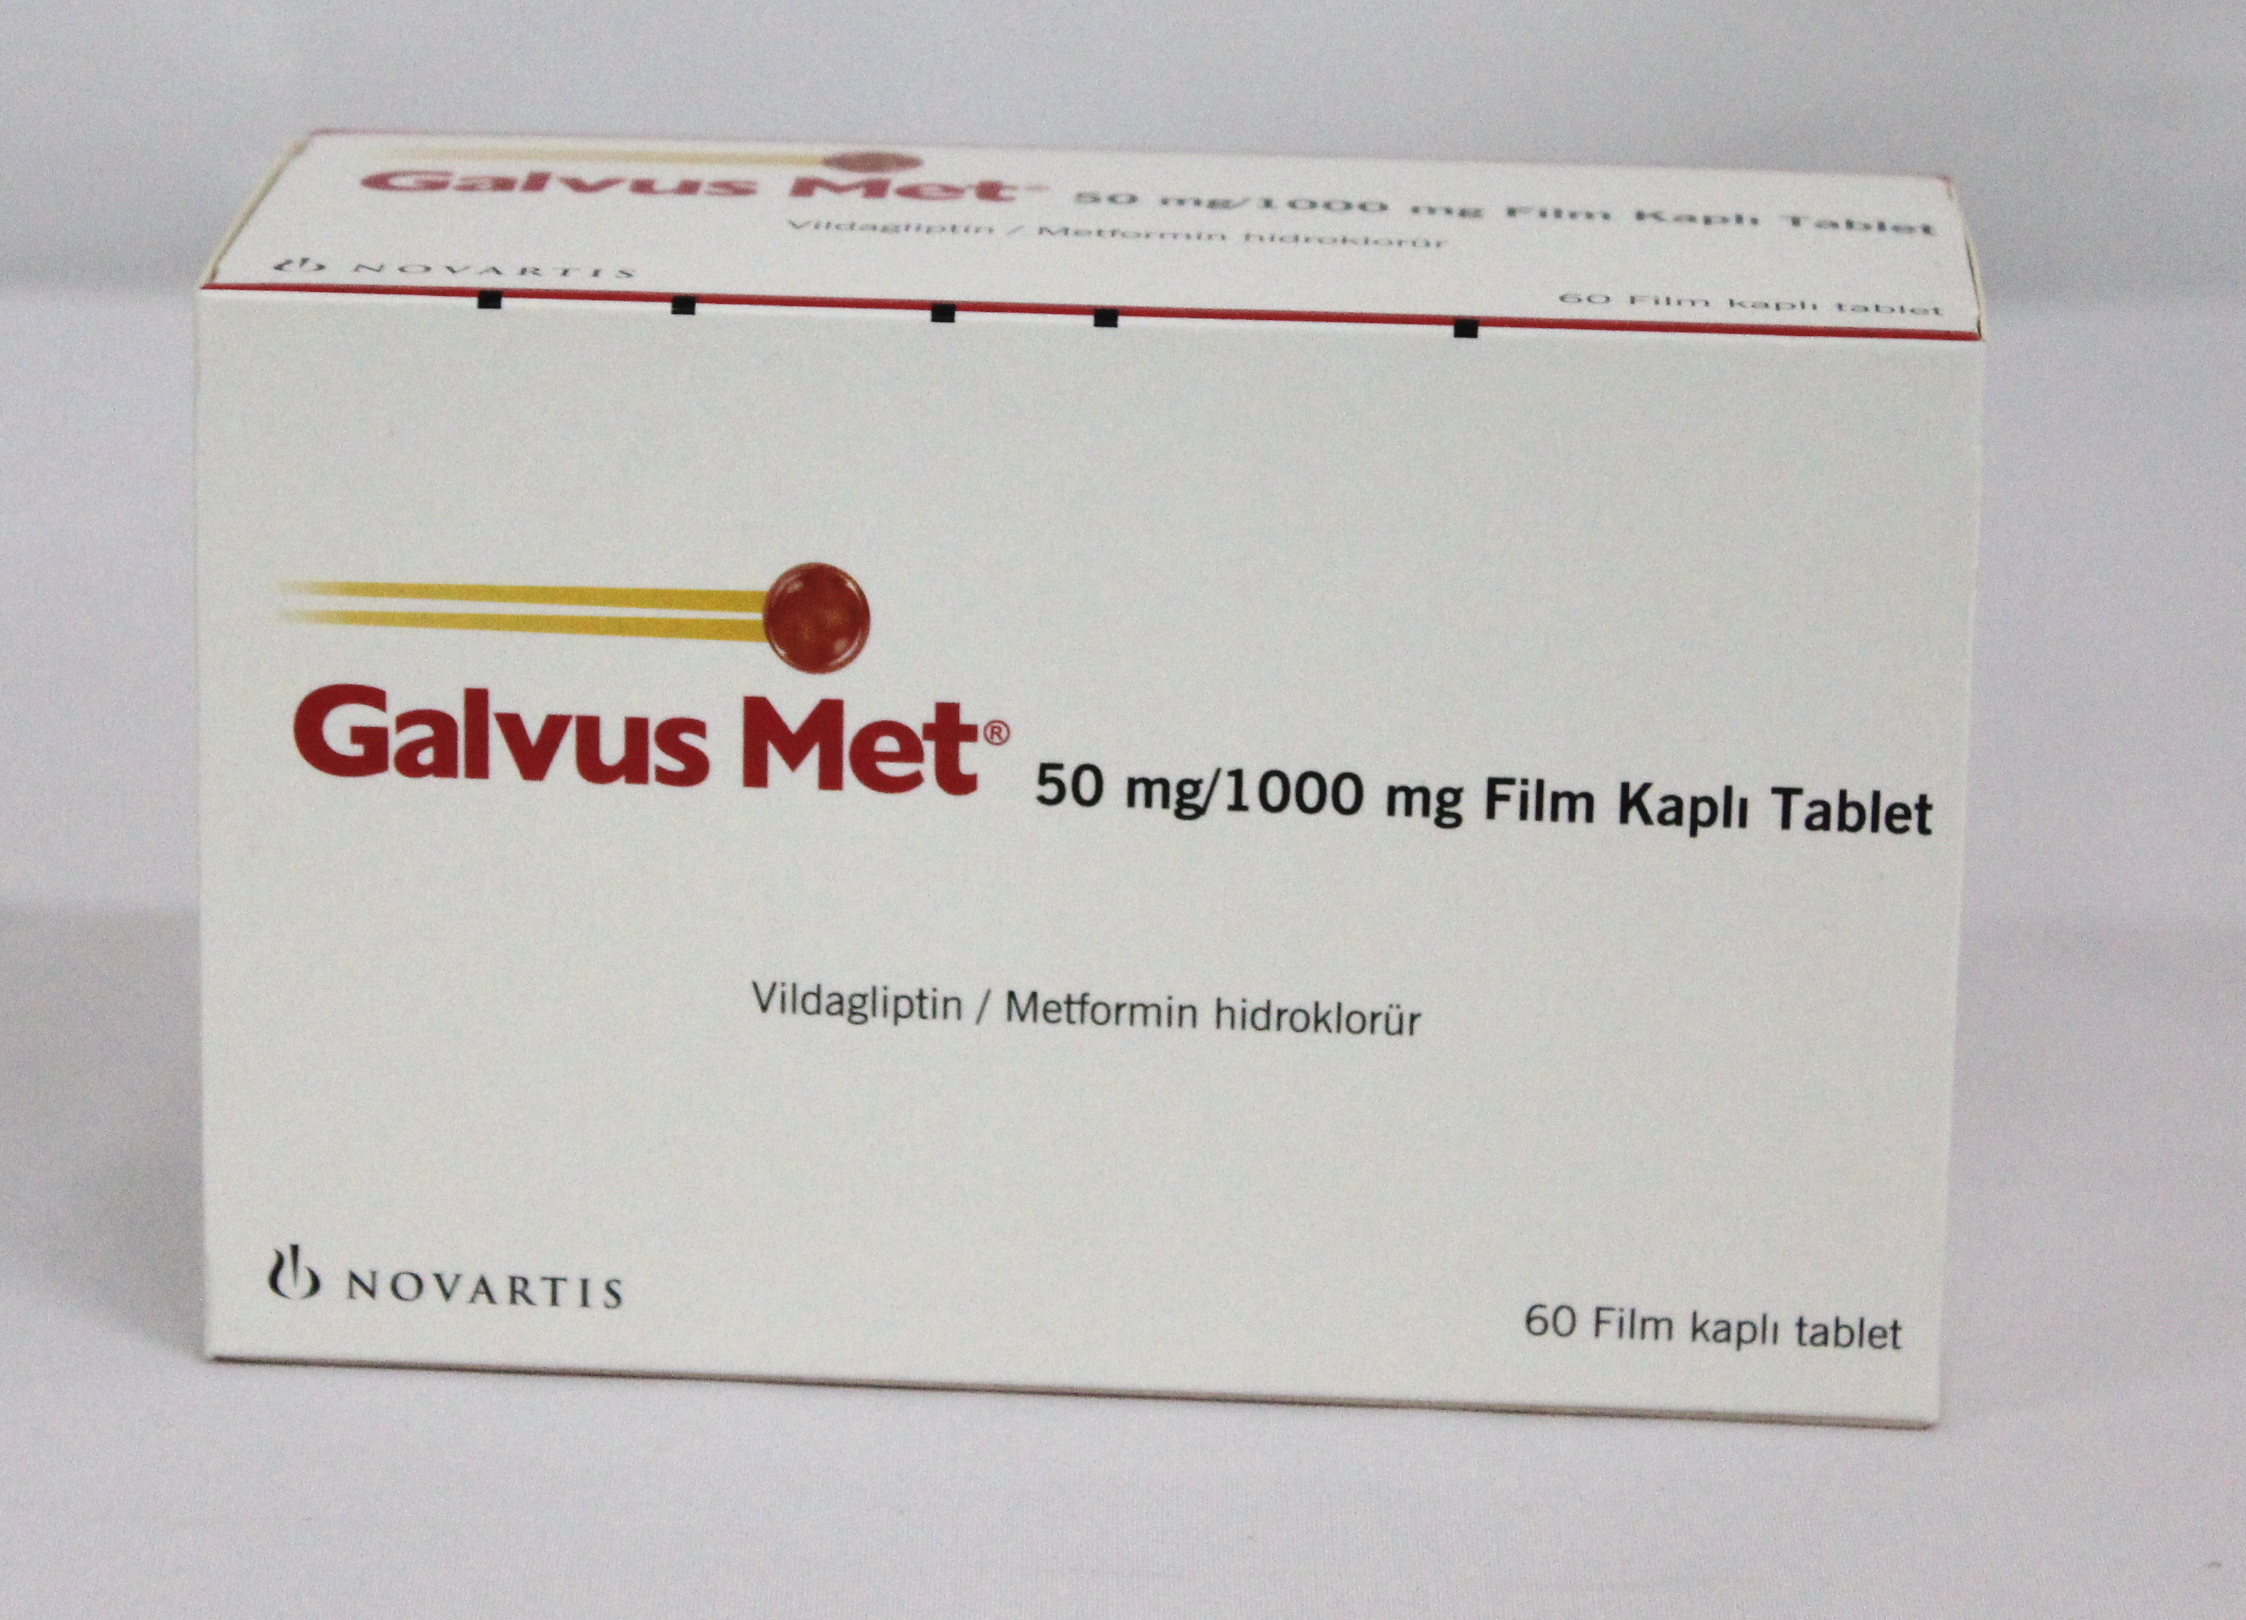 Galvus Met® 50 mg/1000 mg Film Kaplı Tablet
Vildagliptin / Metformin hidroklorür
NOVARTIS
60 Film kaplı tablet
Galvus Met® 50 mg/1000 mg Film Kaplı Tablet
Vildagliptin / Metformin hidroklorür
NOVARTIS
60 Film kaplı tablet